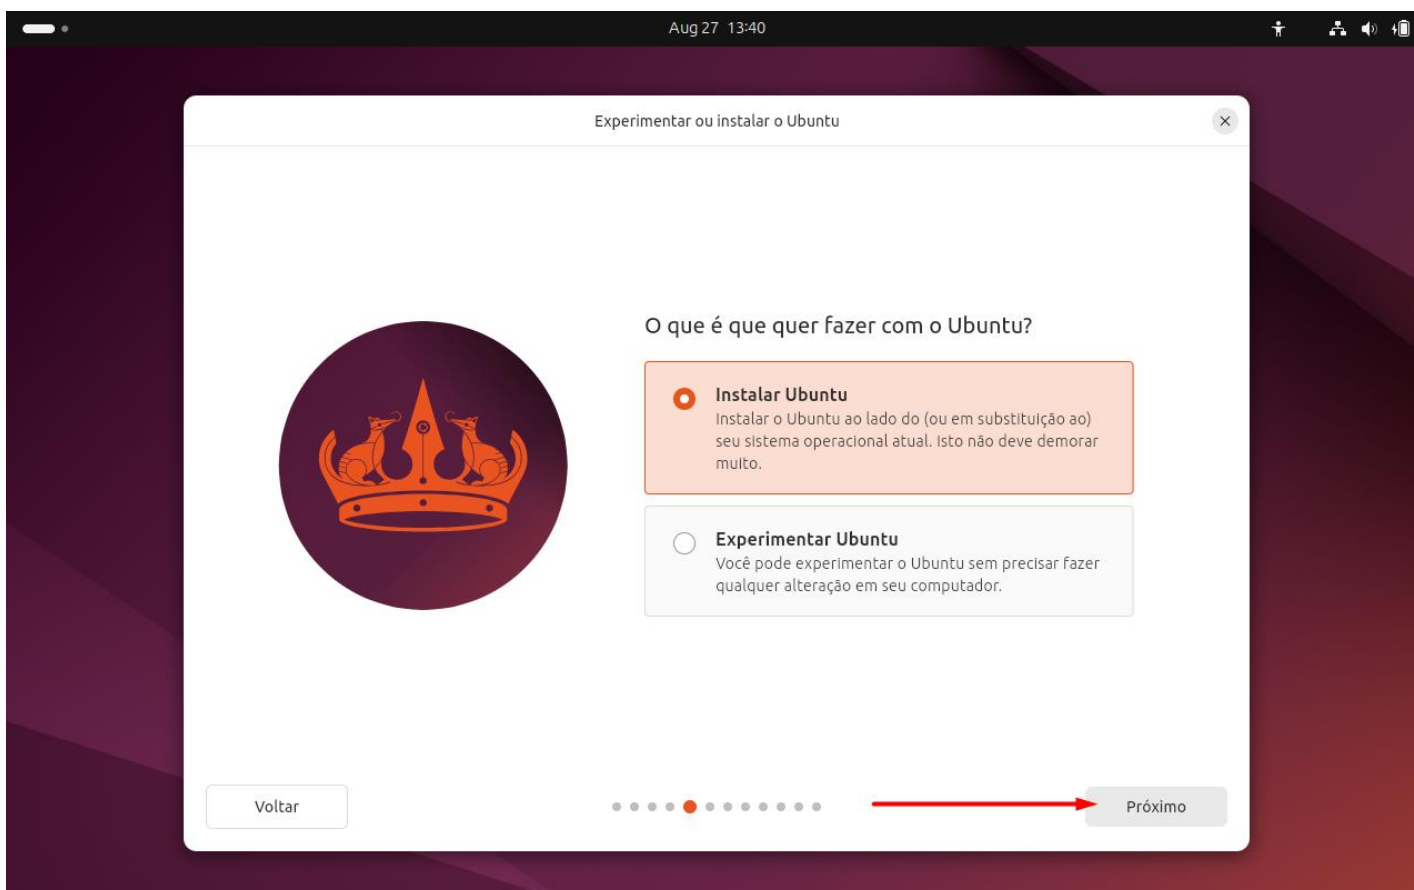 Aug 27 13:40
Experimentar ou instalar o Ubuntu
O que é que quer fazer com o Ubuntu?
Instalar Ubuntu
Instalar o Ubuntu ao lado do (ou em substituição ao)
seu sistema operacional atual. Isto não deve demorar
muito.
Experimentar Ubuntu
Você pode experimentar o Ubuntu sem precisar fazer
qualquer alteração em seu computador.
Voltar
Próximo